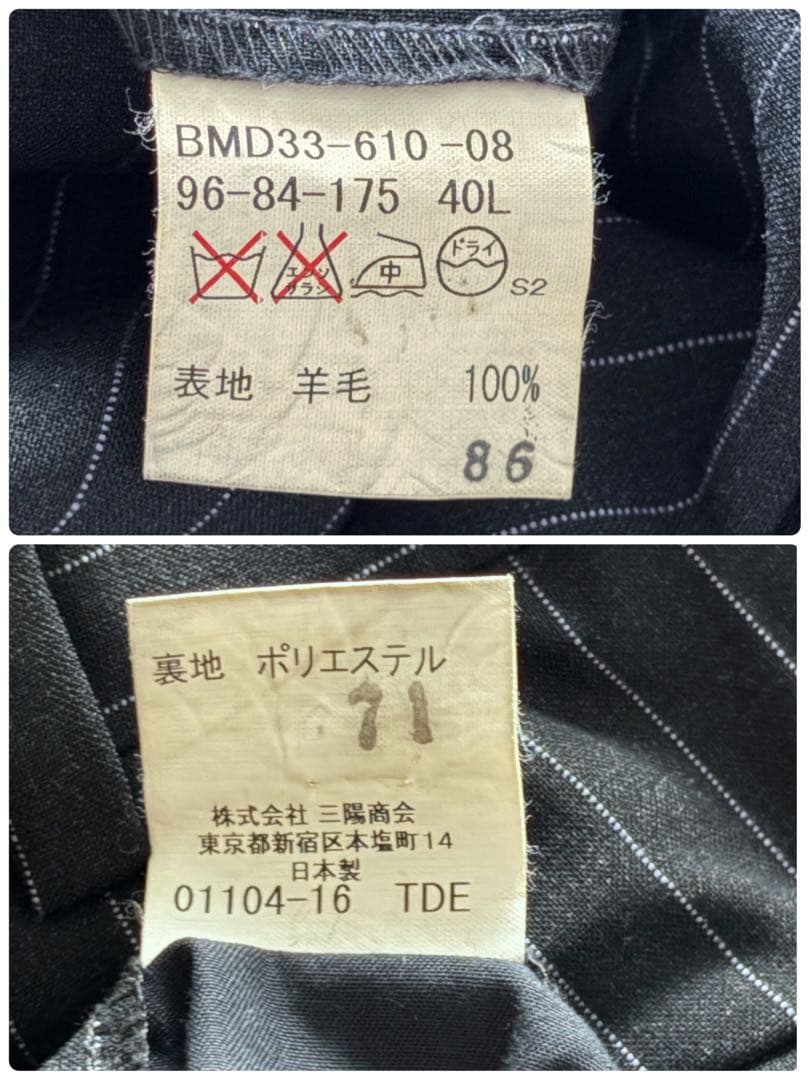 BMD33-610-08
96-84-175 40L
エンソ
サラシ
中
ドライ
S2
表地 羊毛 100%
86
裏地 ポリエステル
71
株式会社 三陽商会
東京都新宿区本塩町14
日本製
01104-16 TDE